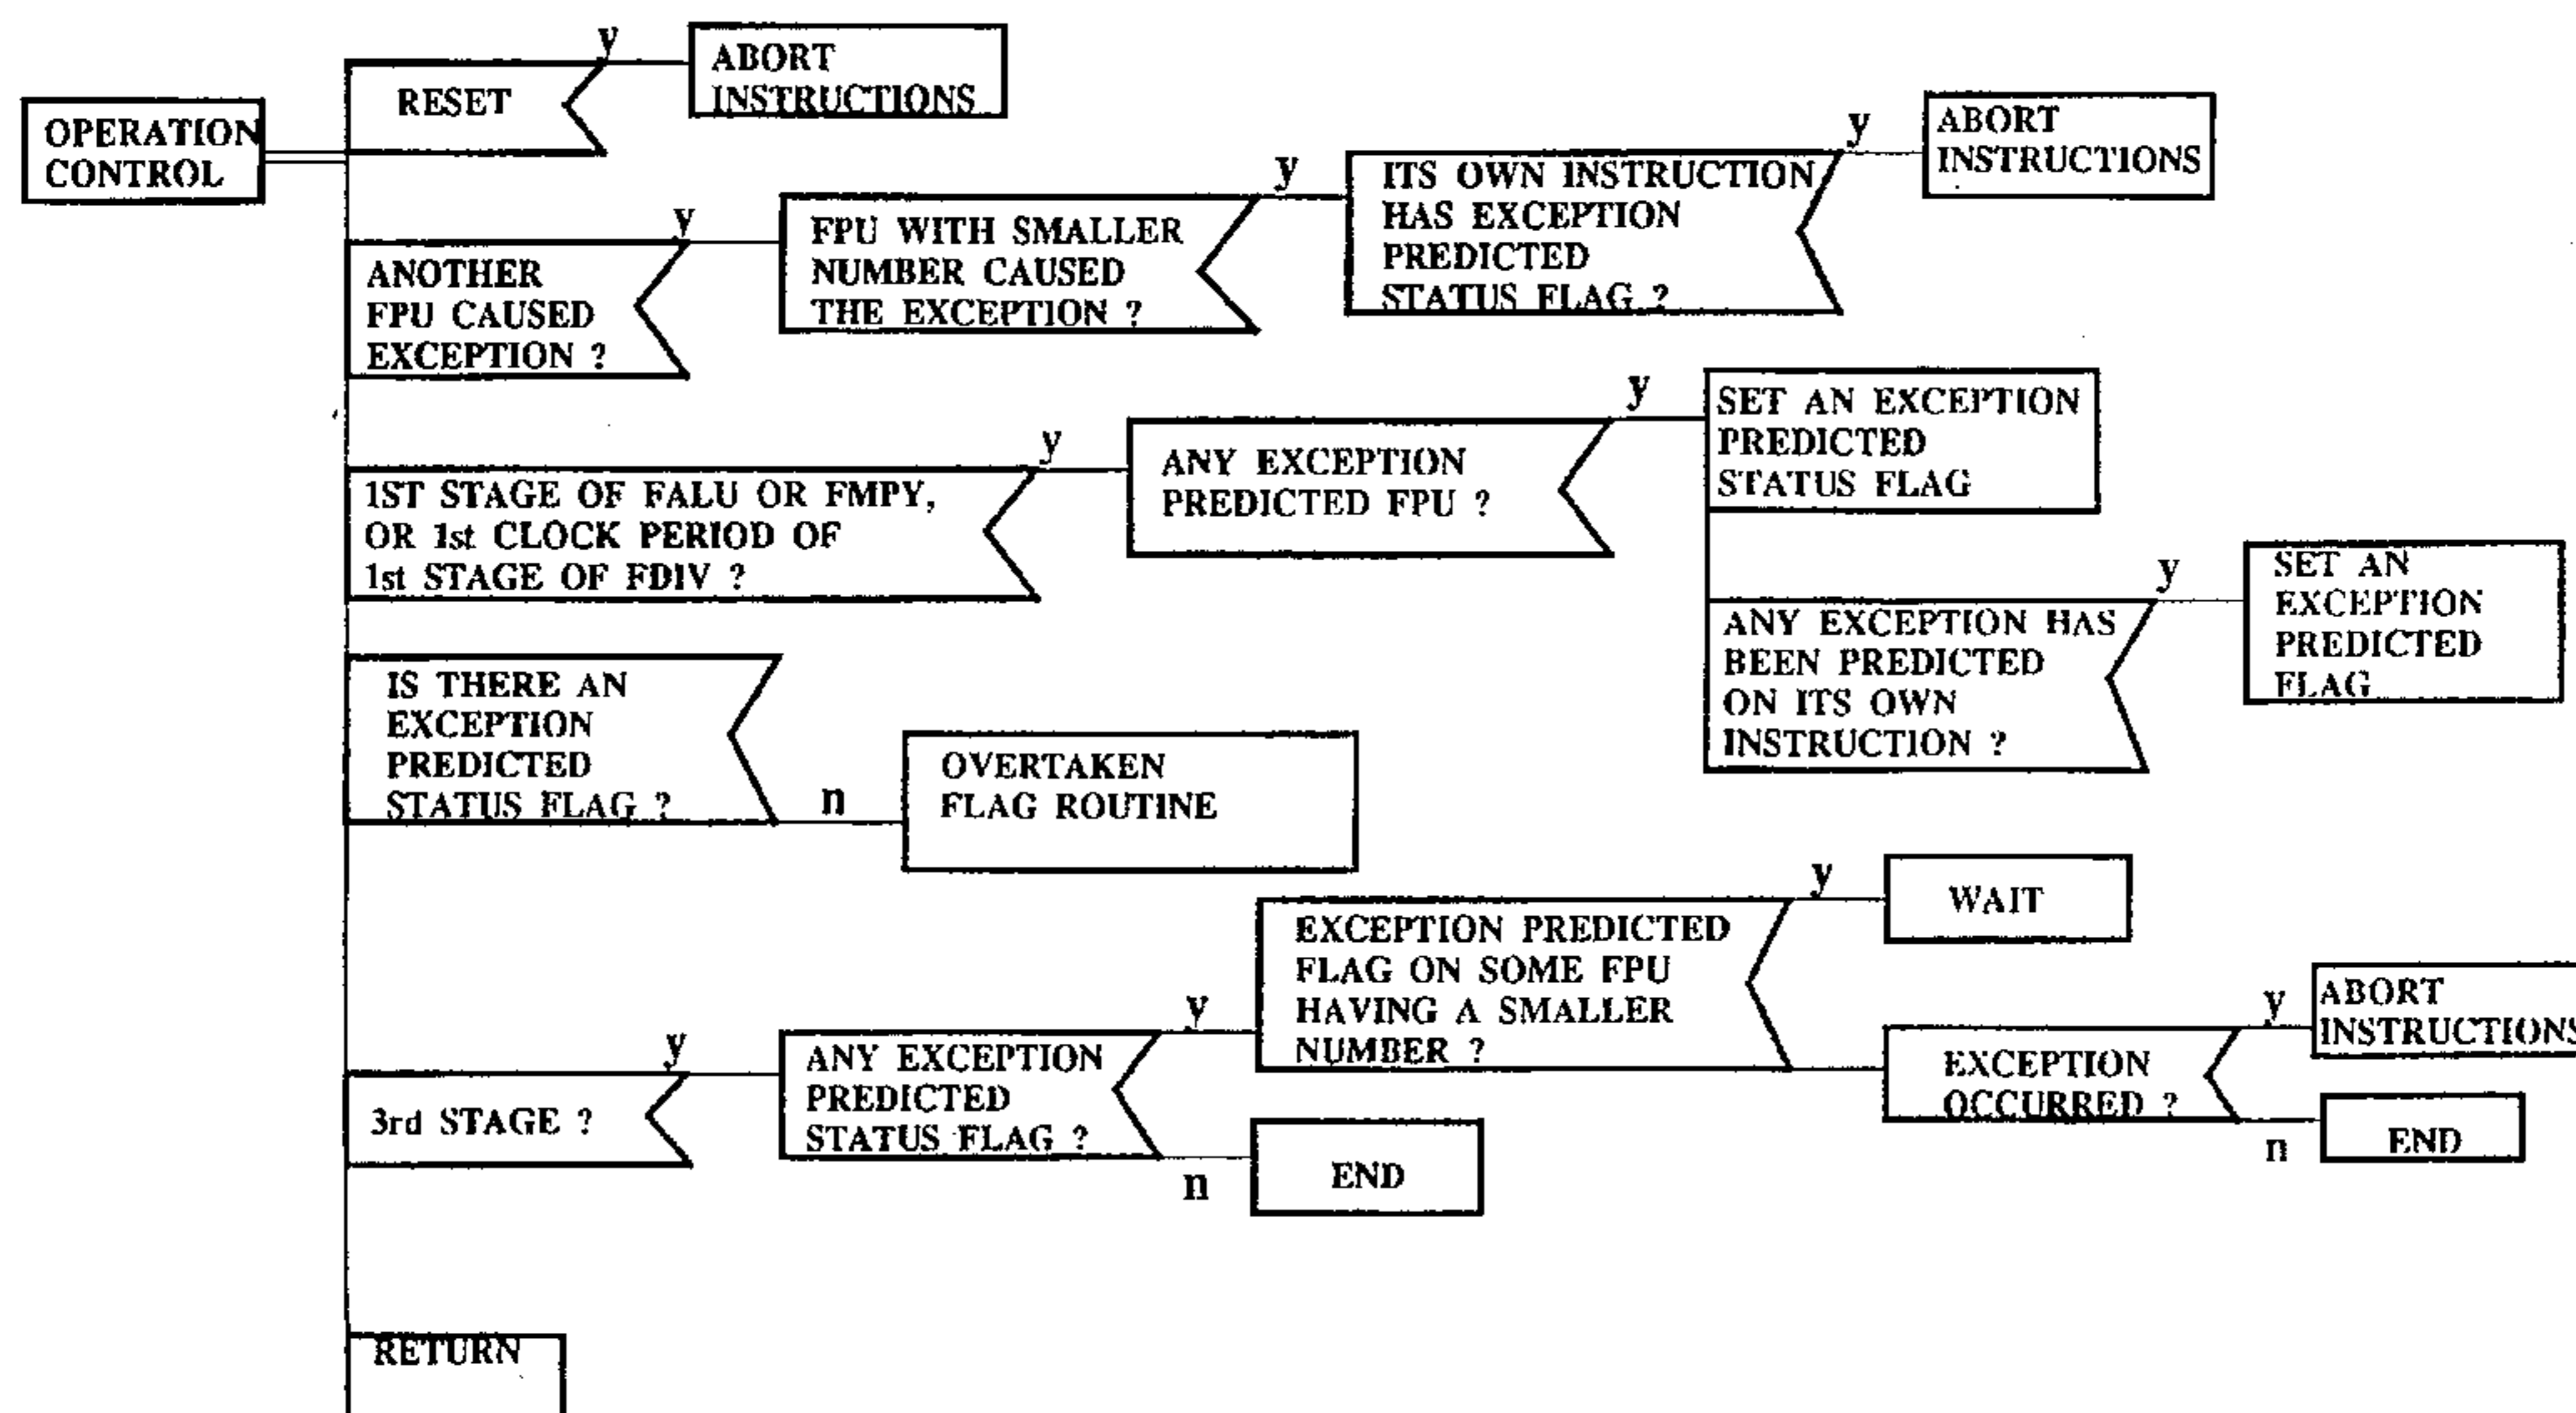 y
ABORT
INSTRUCTIONS
RESET
OPERATION
CONTROL
y
ABORT
INSTRUCTIONS
y
ITS OWN INSTRUCTION
HAS EXCEPTION
PREDICTED
STATUS FLAG ?
y
FPU WITH SMALLER
NUMBER CAUSED
THE EXCEPTION ?
ANOTHER
FPU CAUSED
EXCEPTION ?
y
SET AN EXCEPTION
PREDICTED
STATUS FLAG
y
ANY EXCEPTION
PREDICTED FPU ?
1ST STAGE OF FALU OR FMPY,
OR 1st CLOCK PERIOD OF
1st STAGE OF FDIV ?
y
SET AN
EXCEPTION
PREDICTED
FLAG
ANY EXCEPTION HAS
BEEN PREDICTED
ON ITS OWN
INSTRUCTION ?
IS THERE AN
EXCEPTION
PREDICTED
STATUS FLAG ?
n
OVERTAKEN
FLAG ROUTINE
y
WAIT
EXCEPTION PREDICTED
FLAG ON SOME FPU
HAVING A SMALLER
NUMBER ?
y
ABORT
INSTRUCTIONS
EXCEPTION
OCCURRED ?
n
END
y
y
ANY EXCEPTION
PREDICTED
STATUS FLAG ?
3rd STAGE ?
n
END
RETURN